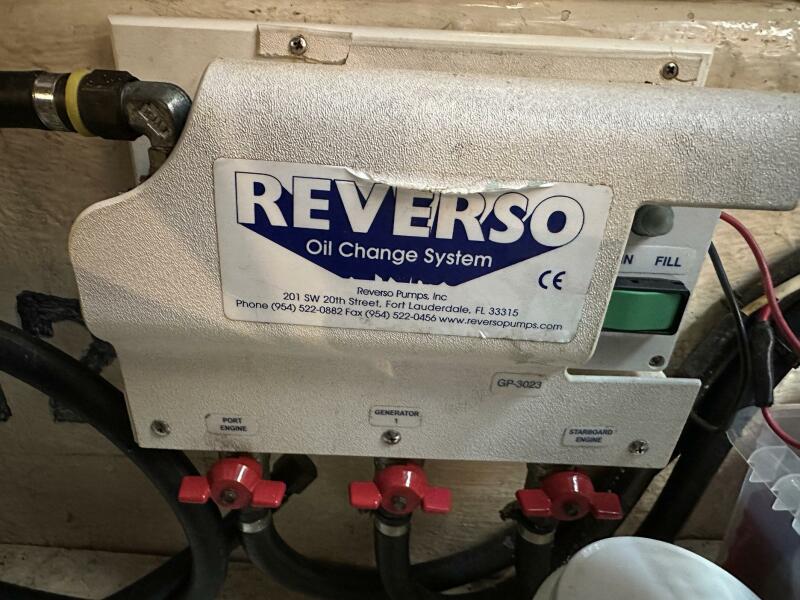 REVERSO
Oil Change System
CE
Reverso Pumps, Inc
201 SW 20th Street, Fort Lauderdale, FL 33315
Phone (954) 522-0882 Fax (954) 522-0456 www.reversopumps.com
FILL
GP-3023
PORT
ENGINE
GENERATOR
1
STARBOARD
ENGINE